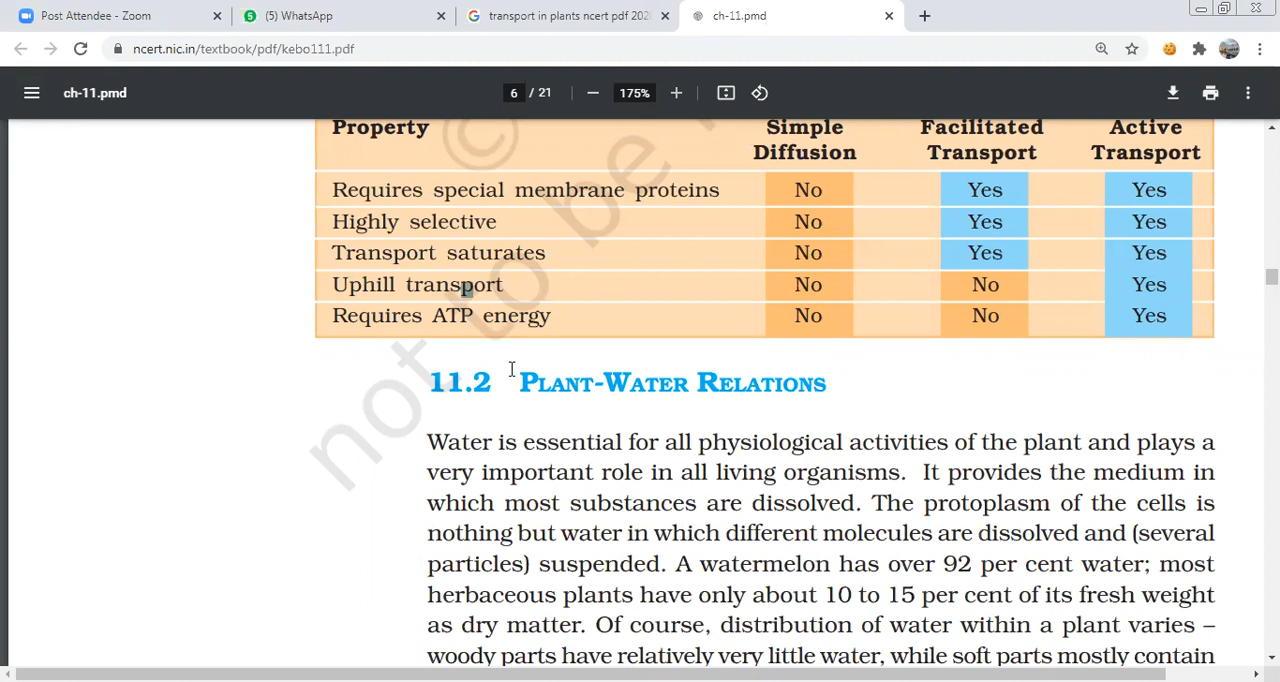 Post Attendee - Zoom
(5) WhatsApp
transport in plants ncert pdf 202
ch-11.pmd
ncert.nic.in/textbook/pdf/kebo111.pdf
ch-11.pmd
6 / 21
175%
Property Simple Diffusion Facilitated Transport Active Transport
Requires special membrane proteins No Yes Yes
Highly selective No Yes Yes
Transport saturates No Yes Yes
Uphill transport No No Yes
Requires ATP energy No No Yes
11.2 PLANT-WATER RELATIONS
Water is essential for all physiological activities of the plant and plays a
very important role in all living organisms. It provides the medium in
which most substances are dissolved. The protoplasm of the cells is
nothing but water in which different molecules are dissolved and (several
particles) suspended. A watermelon has over 92 per cent water; most
herbaceous plants have only about 10 to 15 per cent of its fresh weight
as dry matter. Of course, distribution of water within a plant varies –
woody parts have relatively very little water, while soft parts mostly contain
©
not to be